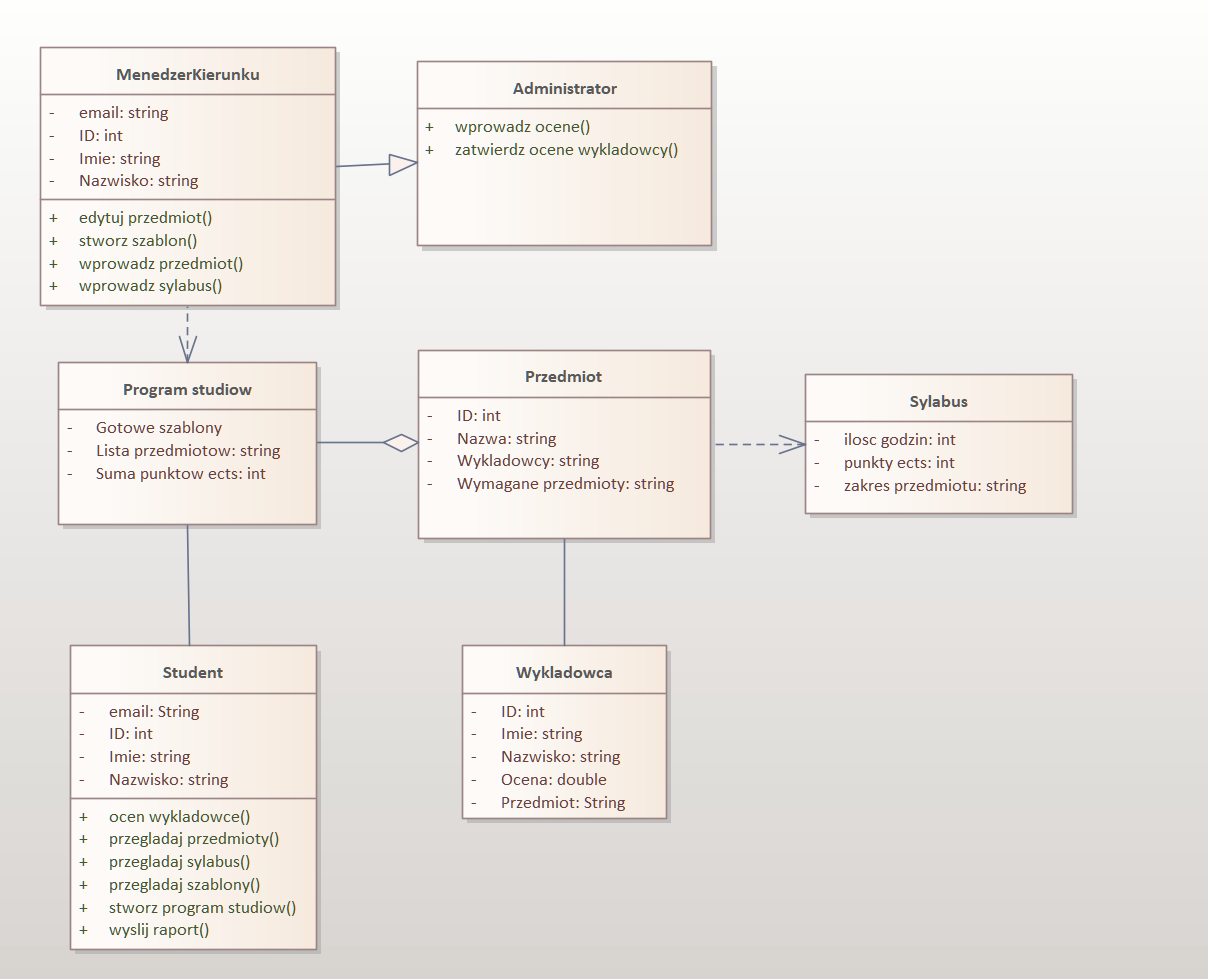 MenedzerKierunku
- email: string
- ID: int
- Imie: string
- Nazwisko: string
+ edytuj przedmiot()
+ stworz szablon()
+ wprowadz przedmiot()
+ wprowadz sylabus()
Administrator
+ wprowadz ocene()
+ zatwierdz ocene wykladowcy()
Program studiow
- Gotowe szablony
- Lista przedmiotow: string
- Suma punktow ects: int
Przedmiot
- ID: int
- Nazwa: string
- Wykladowcy: string
- Wymagane przedmioty: string
Sylabus
- ilosc godzin: int
- punkty ects: int
- zakres przedmiotu: string
Student
- email: String
- ID: int
- Imie: string
- Nazwisko: string
+ ocen wykladowce()
+ przegladaj przedmioty()
+ przegladaj sylabus()
+ przegladaj szablony()
+ stworz program studiow()
+ wyslij raport()
Wykladowca
- ID: int
- Imie: string
- Nazwisko: string
- Ocena: double
- Przedmiot: String